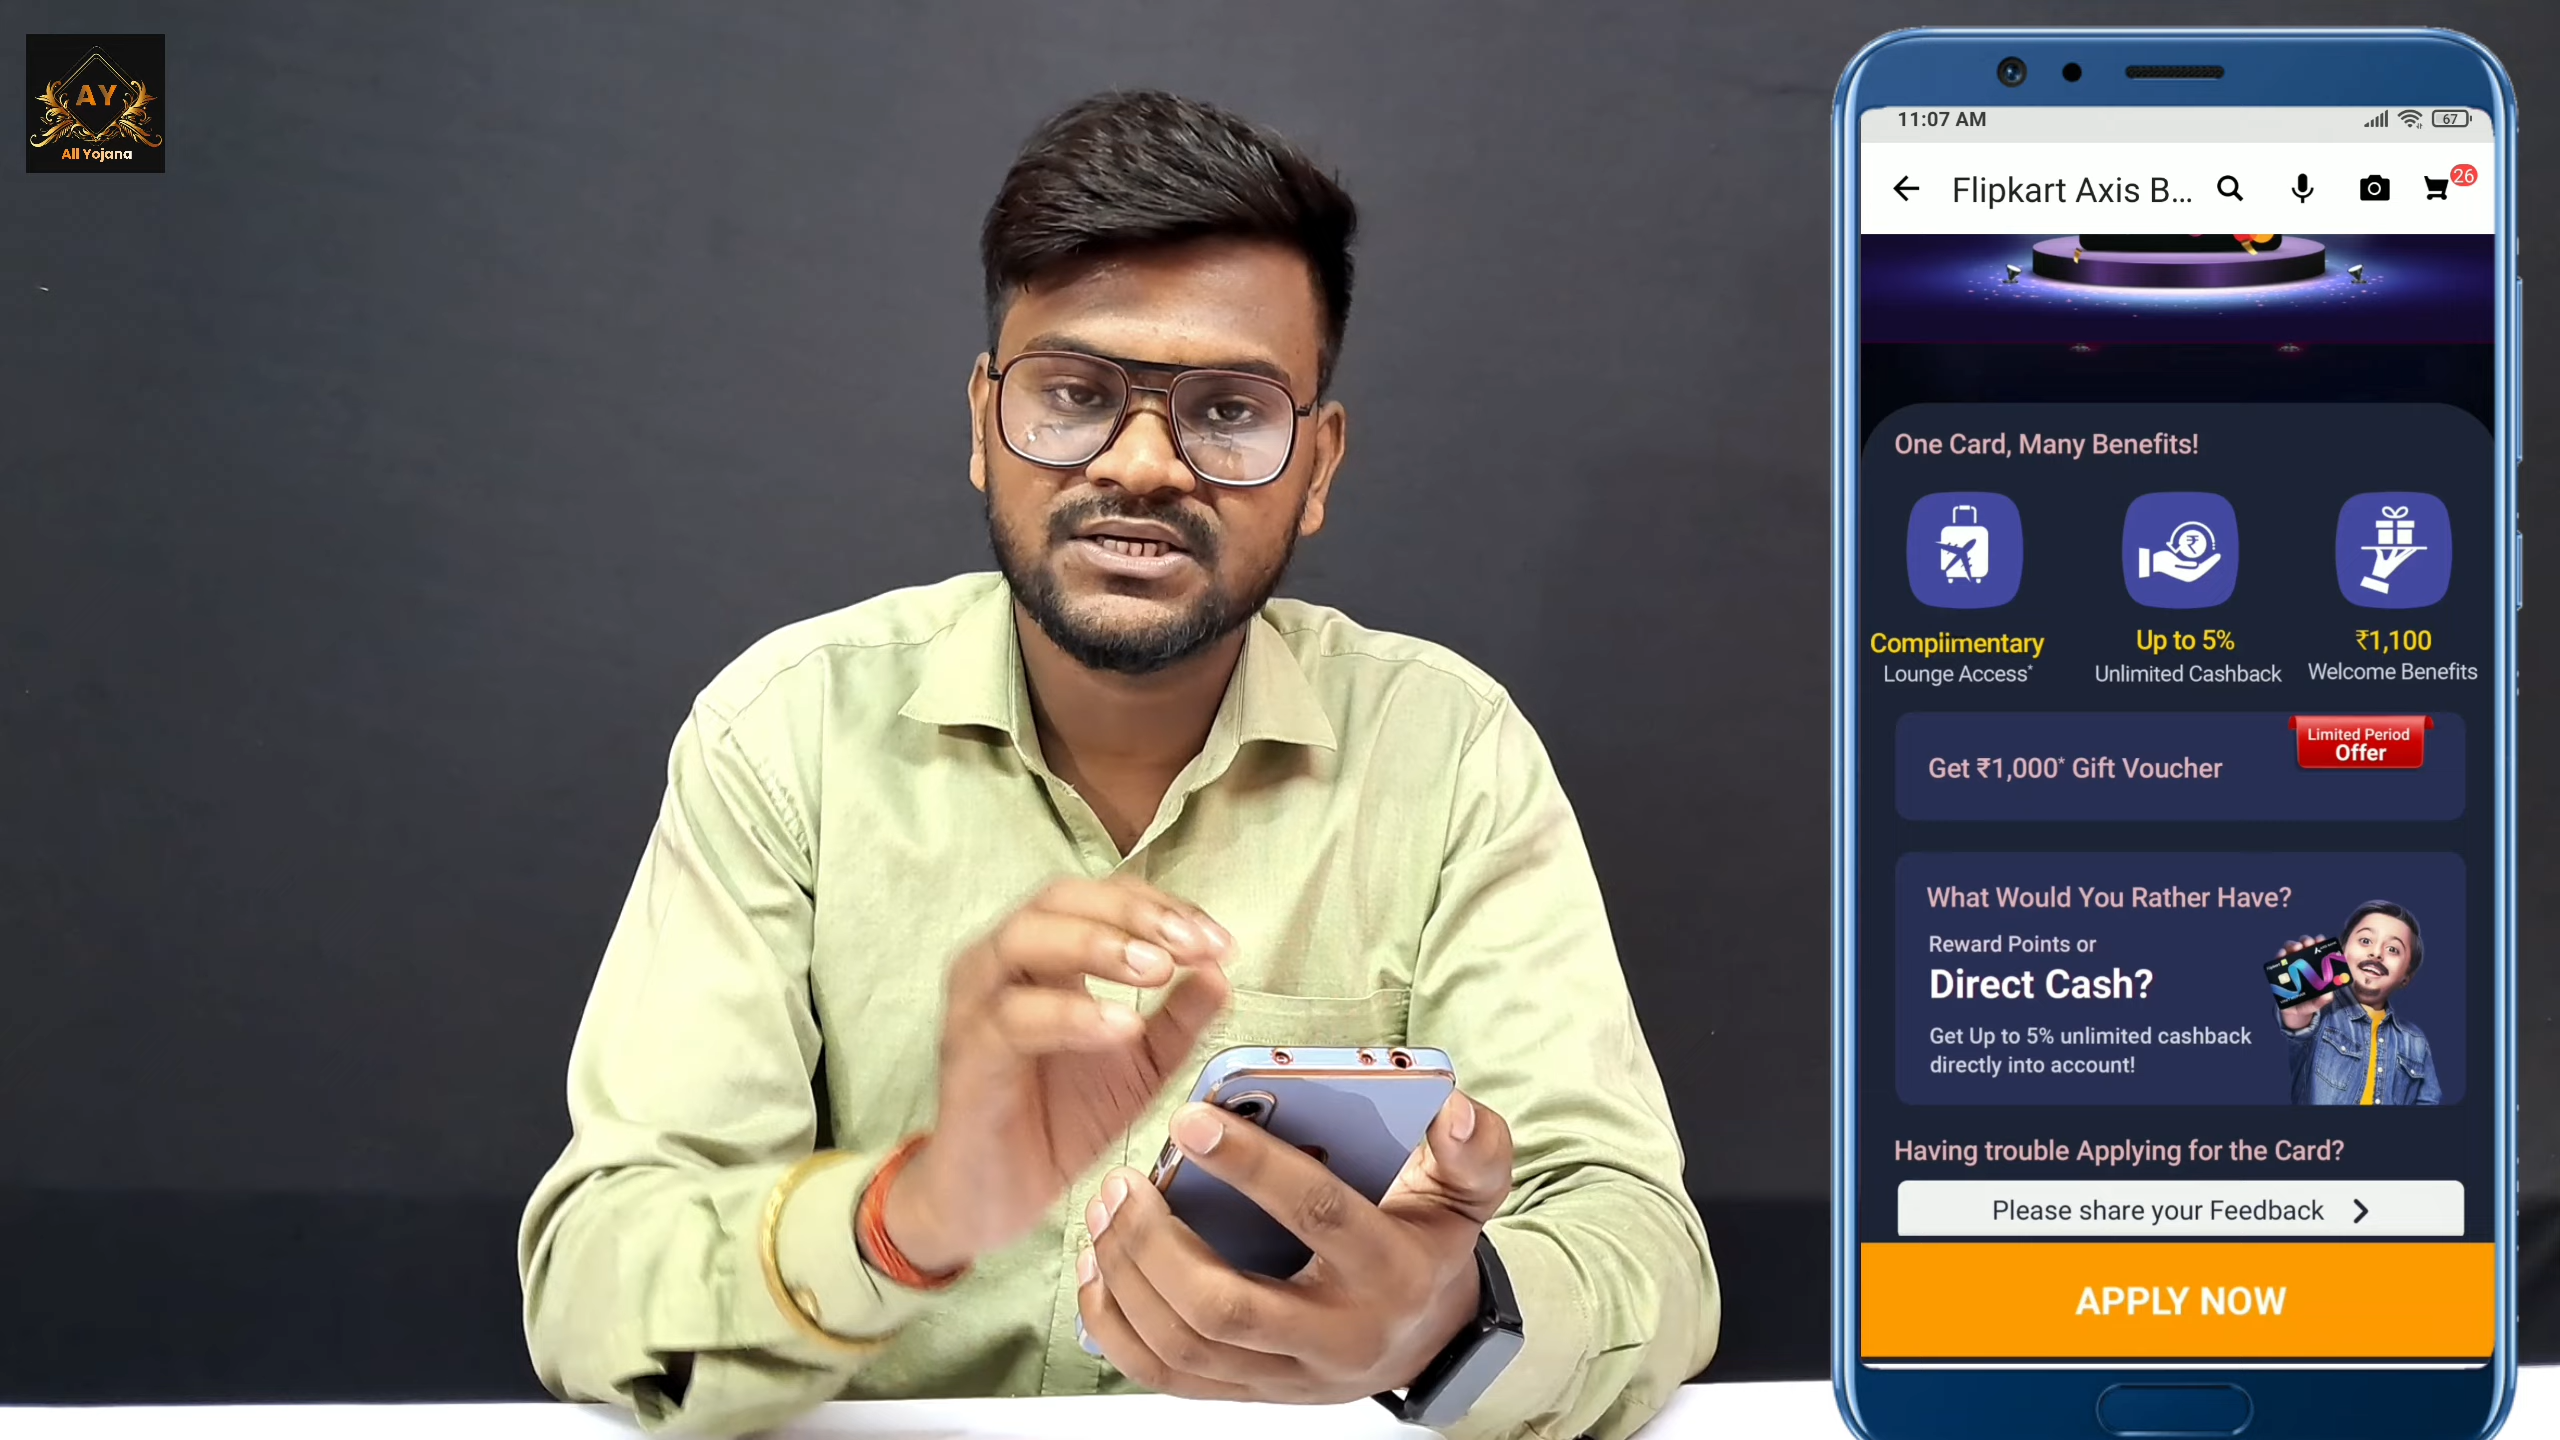 AY
All Yojana
11:07 AM
67
Flipkart Axis B...
26
One Card, Many Benefits!
Complimentary
Lounge Access*
Up to 5%
Unlimited Cashback
₹1,100
Welcome Benefits
Limited Period
Offer
Get ₹1,000* Gift Voucher
What Would You Rather Have?
Reward Points or
Direct Cash?
Get Up to 5% unlimited cashback
directly into account!
Having trouble Applying for the Card?
Please share your Feedback
APPLY NOW